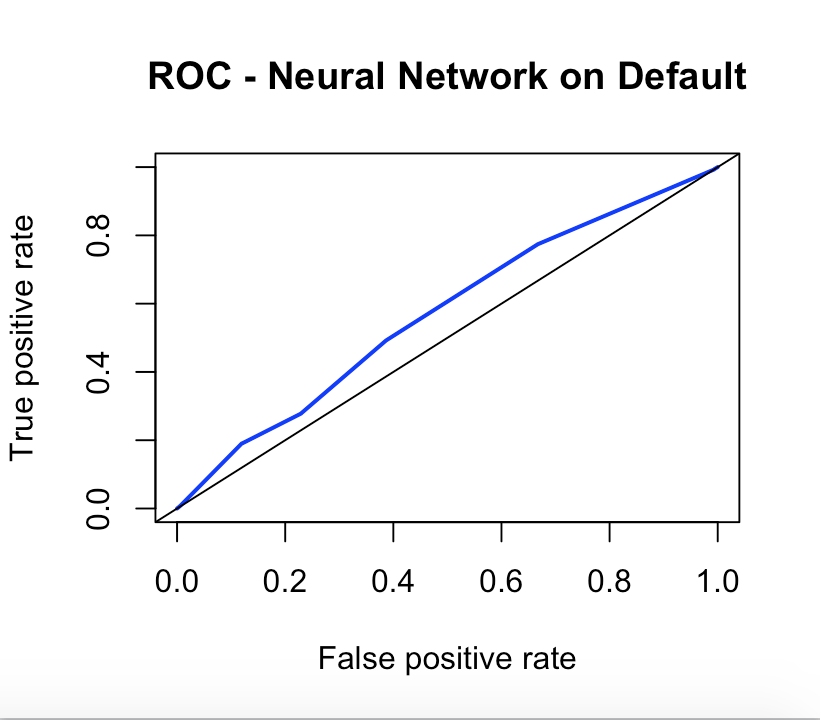 ROC - Neural Network on Default
True positive rate
0.8
0.4
0.0
0.0 0.2 0.4 0.6 0.8 1.0
False positive rate